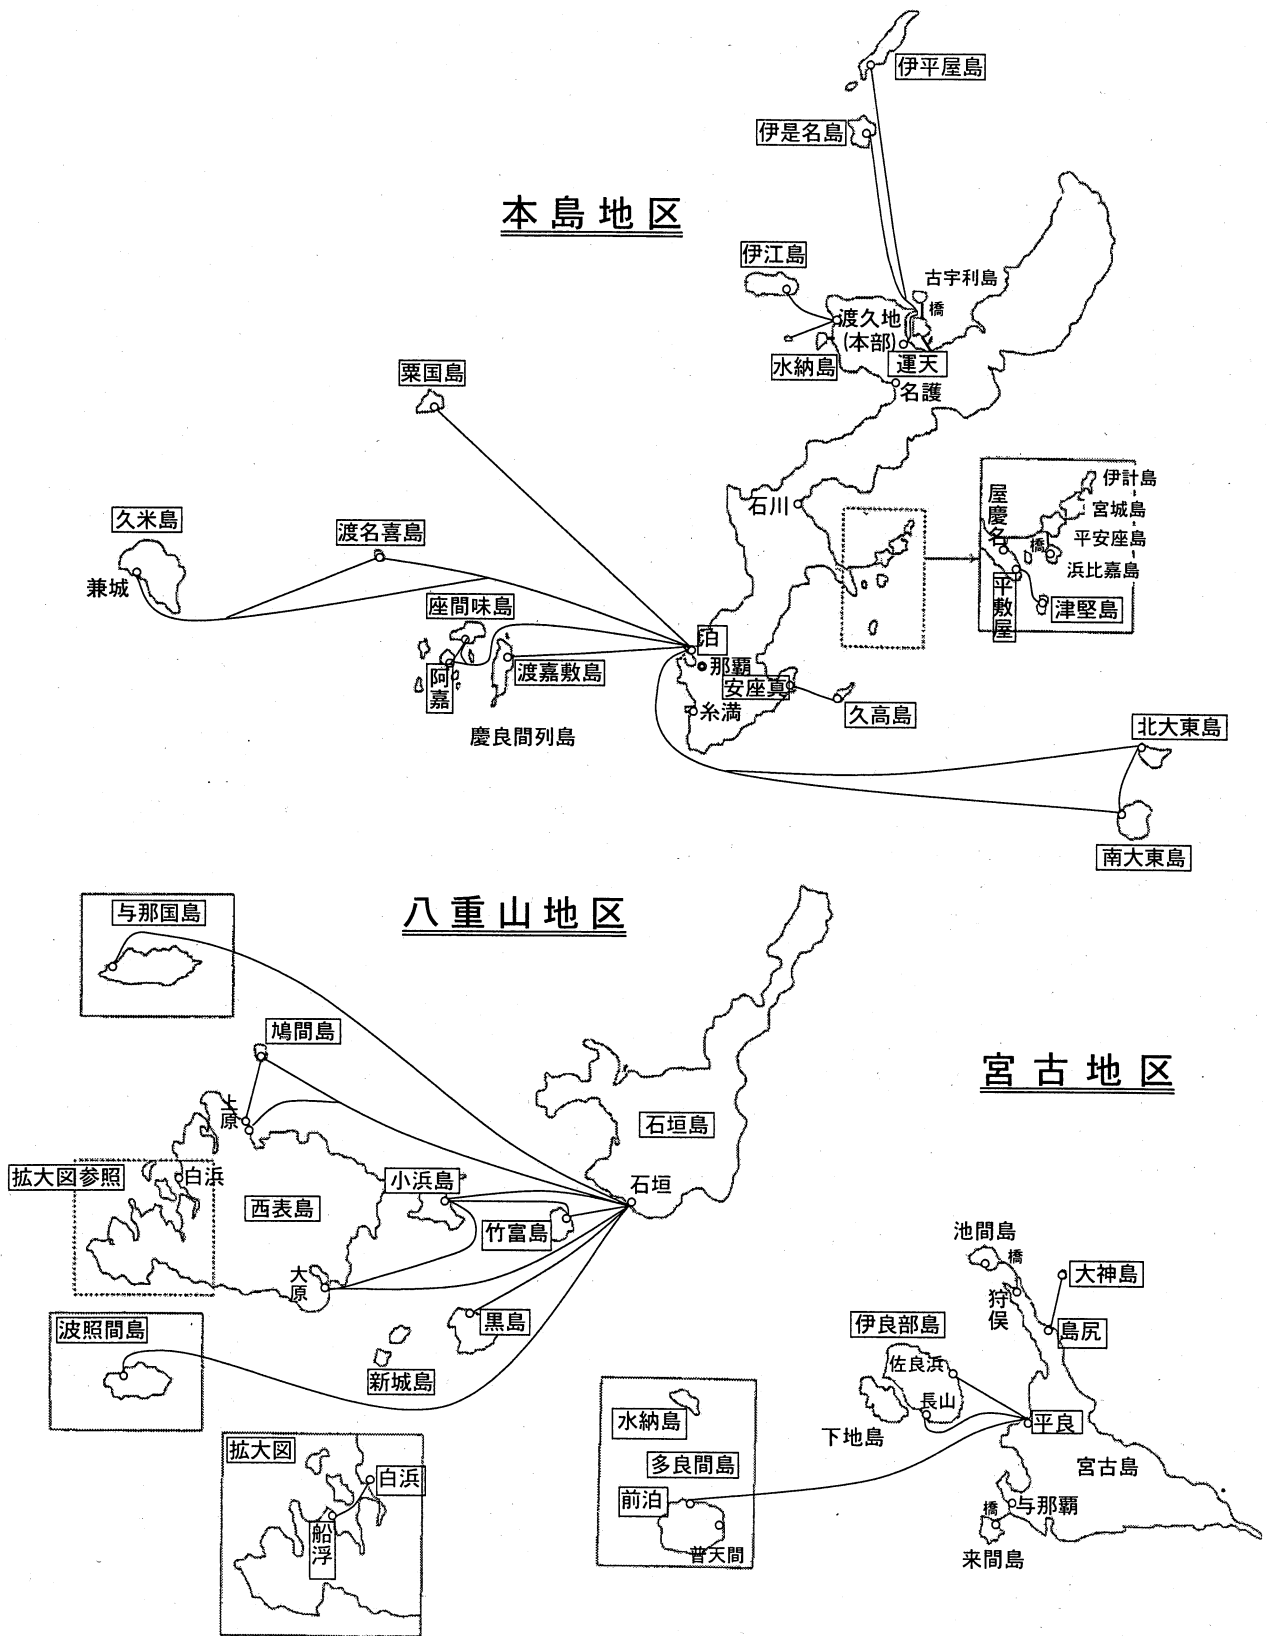 伊平屋島
伊是名島
本島地区
伊江島
古宇利島
橋
渡久地
(本部)
水納島
運天
名護
粟国島
石川
久米島
兼城
渡名喜島
座間味島
阿嘉
渡嘉敷島
慶良間列島
泊
那覇
安座真
糸満
久高島
屋慶名
伊計島
宮城島
平安座島
橋
浜比嘉島
平敷屋
津堅島
北大東島
南大東島
八重山地区
与那国島
鳩間島
上原
石垣島
拡大図参照
白浜
西表島
小浜島
石垣
竹富島
大原
黒島
波照間島
新城島
拡大図
白浜
船浮
宮古地区
池間島
橋
狩俣
大神島
島尻
伊良部島
佐良浜
長山
下地島
平良
宮古島
水納島
多良間島
前泊
普天間
橋
与那覇
来間島